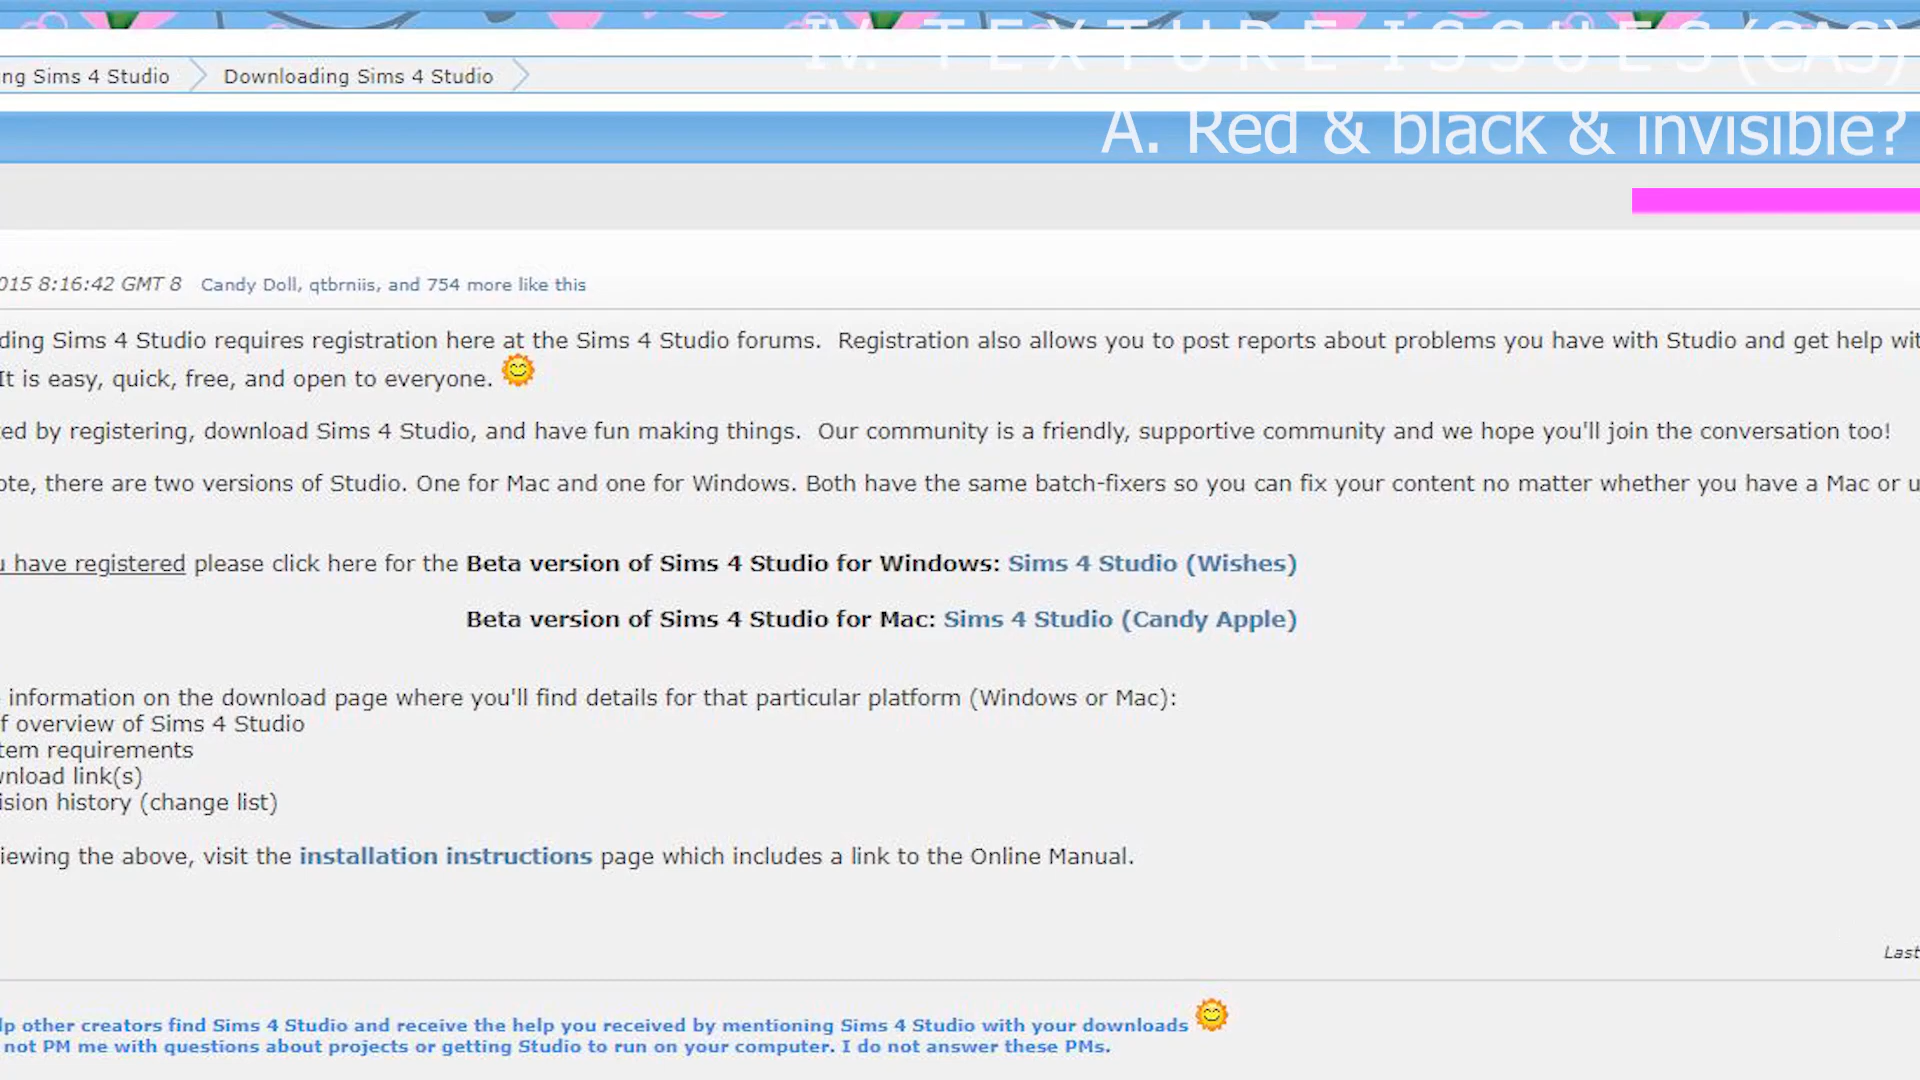 IV. T E X T U R E I S S U E S (CAS)
ng Sims 4 Studio
Downloading Sims 4 Studio
A. Red & black & invisible?
015 8:16:42 GMT 8 Candy Doll, qtbrniis, and 754 more like this
ding Sims 4 Studio requires registration here at the Sims 4 Studio forums. Registration also allows you to post reports about problems you have with Studio and get help wit
It is easy, quick, free, and open to everyone.
ed by registering, download Sims 4 Studio, and have fun making things. Our community is a friendly, supportive community and we hope you'll join the conversation too!
ote, there are two versions of Studio. One for Mac and one for Windows. Both have the same batch-fixers so you can fix your content no matter whether you have a Mac or u
u have registered please click here for the Beta version of Sims 4 Studio for Windows: Sims 4 Studio (Wishes)
Beta version of Sims 4 Studio for Mac: Sims 4 Studio (Candy Apple)
information on the download page where you'll find details for that particular platform (Windows or Mac):
f overview of Sims 4 Studio
tem requirements
wnload link(s)
ision history (change list)
iewing the above, visit the installation instructions page which includes a link to the Online Manual.
Last
lp other creators find Sims 4 Studio and receive the help you received by mentioning Sims 4 Studio with your downloads
not PM me with questions about projects or getting Studio to run on your computer. I do not answer these PMs.